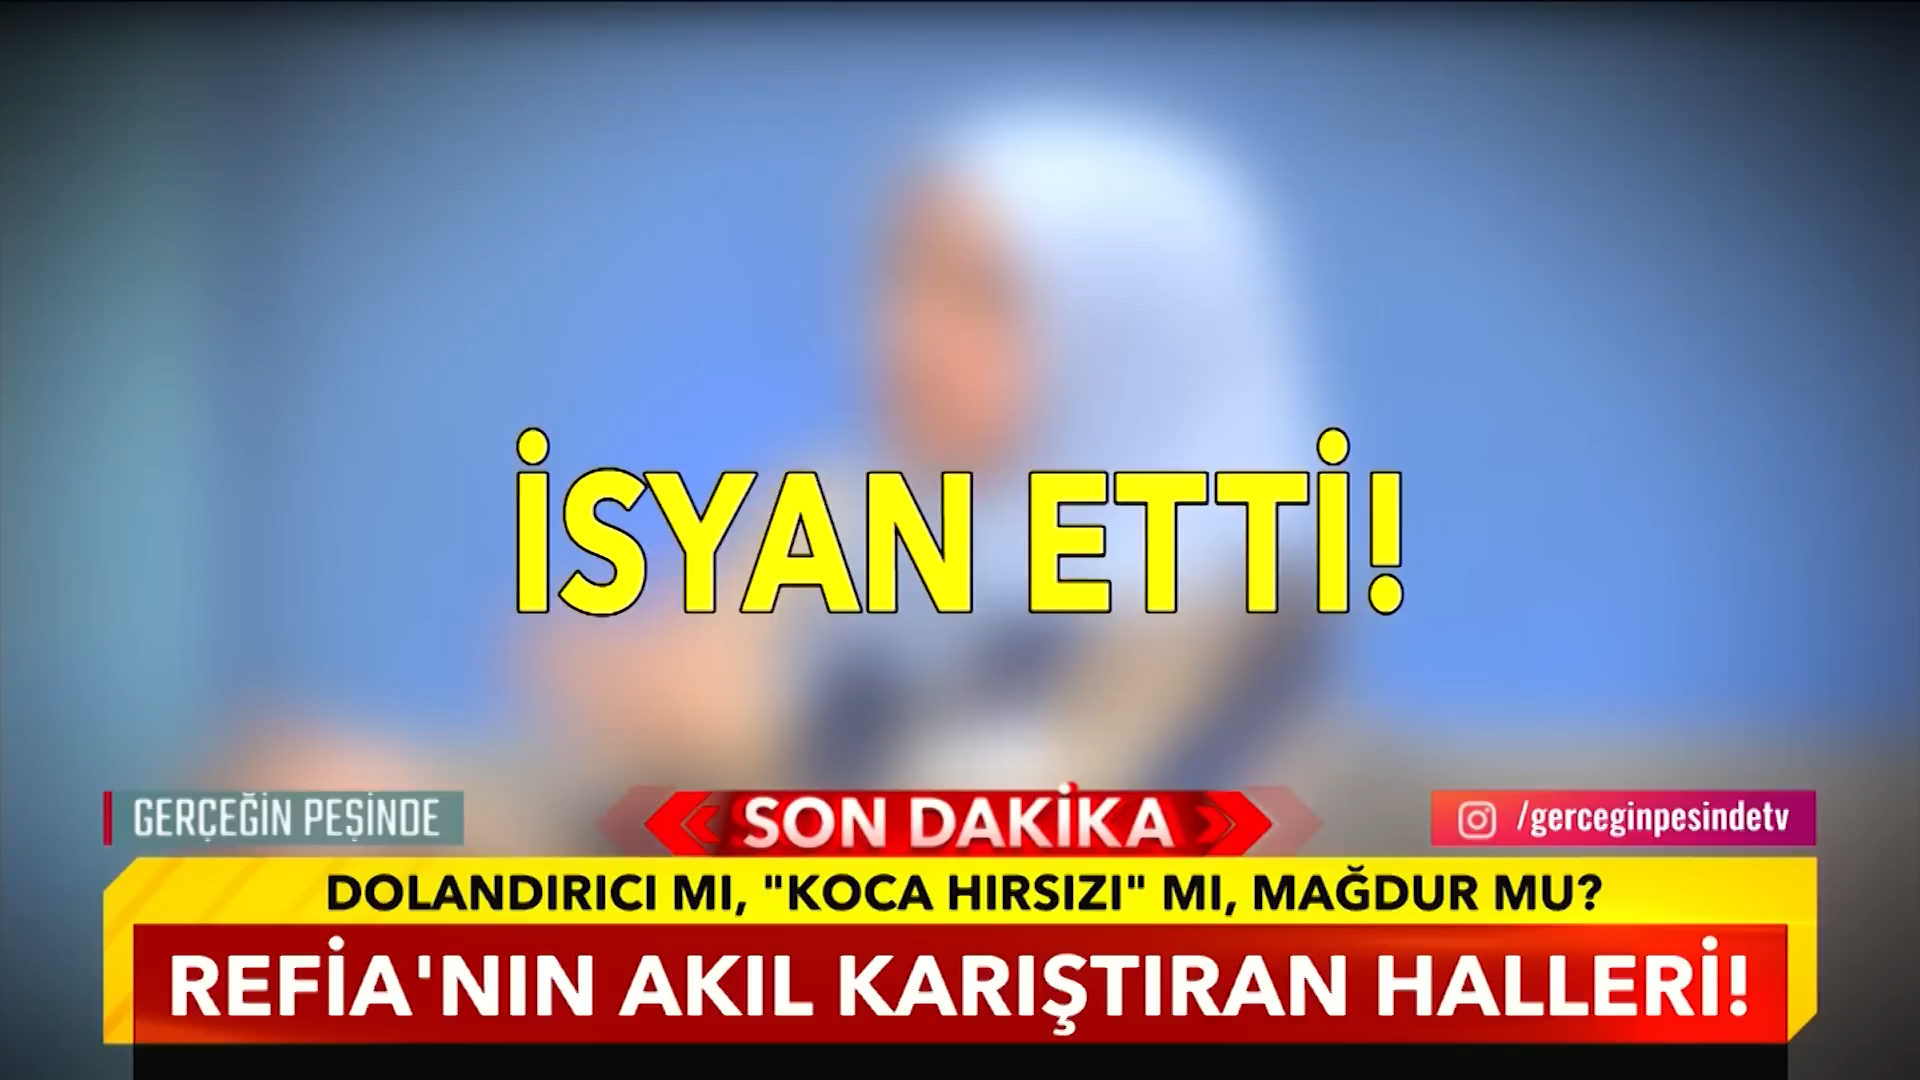 İSYAN ETTİ!
GERÇEĞİN PEŞİNDE
SON DAKİKA
/gerceginpesindetv
DOLANDIRICI MI, "KOCA HIRSIZI" MI, MAĞDUR MU?
REFİA'NIN AKIL KARIŞTIRAN HALLERİ!